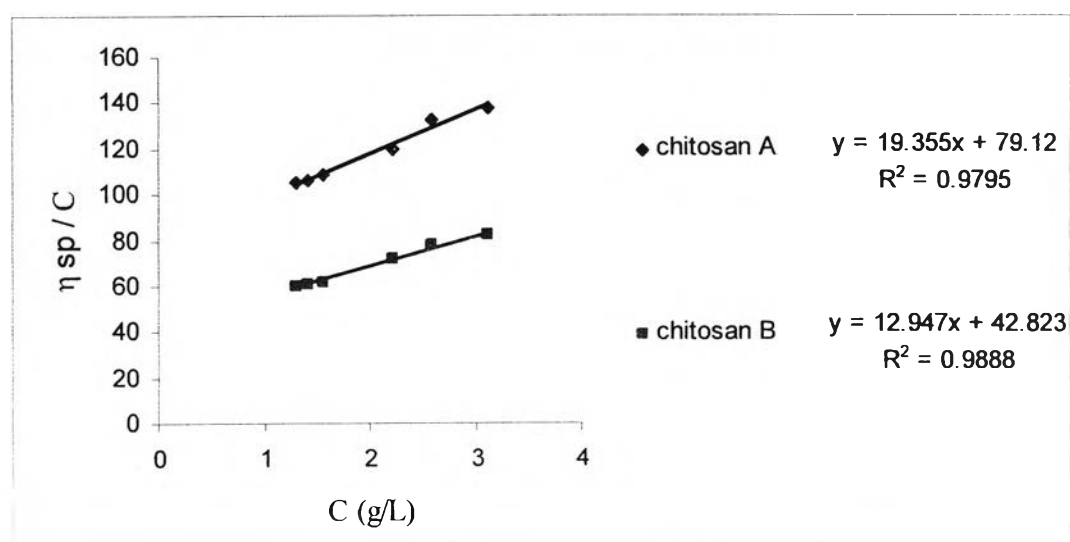 160
140
120
100
80
60
40
20
0
0 1 2 3 4
η sp / C
C (g/L)
chitosan A y = 19.355x + 79.12
R² = 0.9795
chitosan B y = 12.947x + 42.823
R² = 0.9888